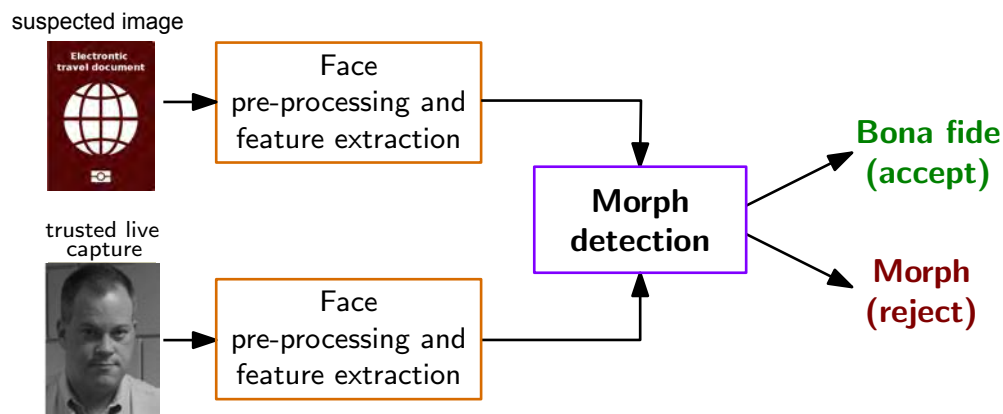 suspected image
Electrontic
travel document
Face
pre-processing and
feature extraction
trusted live
capture
Face
pre-processing and
feature extraction
Morph
detection
Bona fide
(accept)
Morph
(reject)